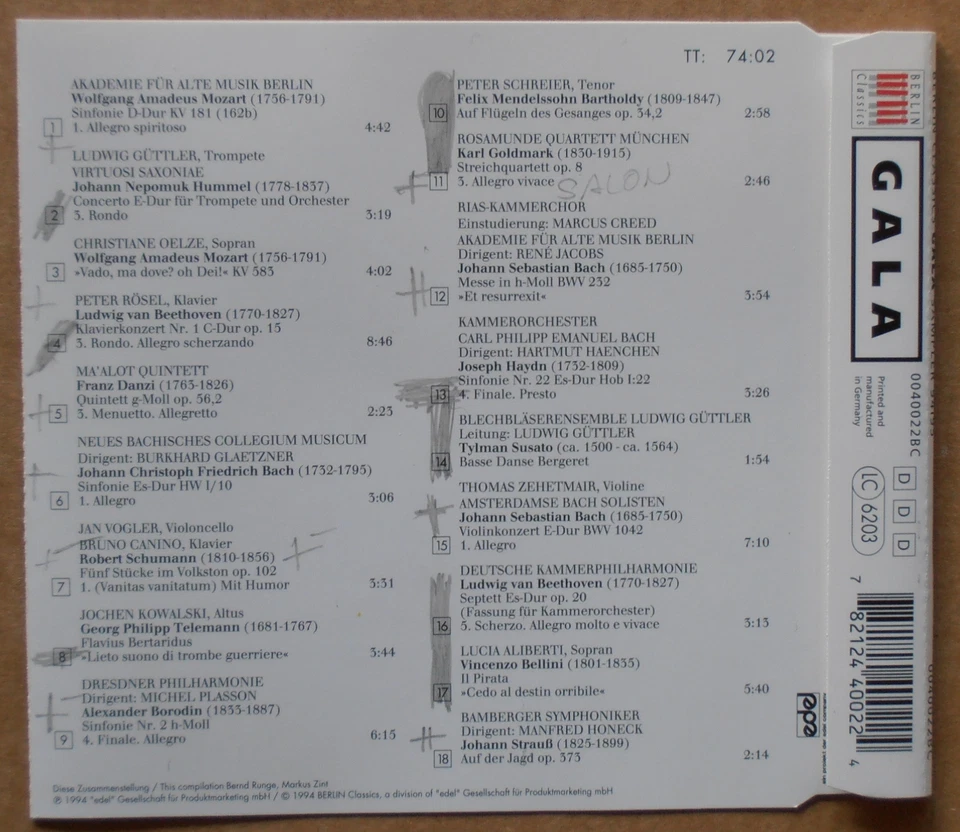 TT: 74:02
AKADEMIE FÜR ALTE MUSIK BERLIN
Wolfgang Amadeus Mozart (1756-1791)
Sinfonie D-Dur KV 181 (162b)
1 1. Allegro spiritoso 4:42
LUDWIG GÜTTLER, Trompete
VIRTUOSI SAXONIAE
Johann Nepomuk Hummel (1778-1837)
Concerto E-Dur für Trompete und Orchester
2 3. Rondo 3:19
CHRISTIANE OELZE, Sopran
Wolfgang Amadeus Mozart (1756-1791)
3 »Vado, ma dove? oh Dei!« KV 583 4:02
PETER RÖSEL, Klavier
Ludwig van Beethoven (1770-1827)
Klavierkonzert Nr. 1 C-Dur op. 15
4 3. Rondo. Allegro scherzando 8:46
MA'ALOT QUINTETT
Franz Danzi (1763-1826)
Quintett g-Moll op. 56,2
5 3. Menuetto. Allegretto 2:23
NEUES BACHISCHES COLLEGIUM MUSICUM
Dirigent: BURKHARD GLAETZNER
Johann Christoph Friedrich Bach (1732-1795)
Sinfonie Es-Dur HW I/10
6 1. Allegro 3:06
JAN VOGLER, Violoncello
BRUNO CANINO, Klavier
Robert Schumann (1810-1856)
Fünf Stücke im Volkston op. 102
7 1. (Vanitas vanitatum) Mit Humor 3:31
JOCHEN KOWALSKI, Altus
Georg Philipp Telemann (1681-1767)
Flavius Bertaridus
8 »Lieto suono di trombe guerriere« 3:44
DRESDNER PHILHARMONIE
Dirigent: MICHEL PLASSON
Alexander Borodin (1833-1887)
Sinfonie Nr. 2 h-Moll
9 4. Finale. Allegro 6:15
PETER SCHREIER, Tenor
Felix Mendelssohn Bartholdy (1809-1847)
10 Auf Flügeln des Gesanges op. 34,2 2:58
ROSAMUNDE QUARTETT MÜNCHEN
Karl Goldmark (1830-1915)
Streichquartett op. 8
11 3. Allegro vivace SALON 2:46
RIAS-KAMMERCHOR
Einstudierung: MARCUS CREED
AKADEMIE FÜR ALTE MUSIK BERLIN
Dirigent: RENÉ JACOBS
Johann Sebastian Bach (1685-1750)
Messe in h-Moll BWV 232
12 »Et resurrexit« 3:54
KAMMERORCHESTER
CARL PHILIPP EMANUEL BACH
Dirigent: HARTMUT HAENCHEN
Joseph Haydn (1732-1809)
Sinfonie Nr. 22 Es-Dur Hob I:22
13 4. Finale. Presto 3:26
BLECHBLÄSERENSEMBLE LUDWIG GÜTTLER
Leitung: LUDWIG GÜTTLER
Tylman Susato (ca. 1500 - ca. 1564)
14 Basse Danse Bergeret 1:54
THOMAS ZEHETMAIR, Violine
AMSTERDAMSE BACH SOLISTEN
Johann Sebastian Bach (1685-1750)
Violinkonzert E-Dur BWV 1042
15 1. Allegro 7:10
DEUTSCHE KAMMERPHILHARMONIE
Ludwig van Beethoven (1770-1827)
Septett Es-Dur op. 20
(Fassung für Kammerorchester)
16 5. Scherzo. Allegro molto e vivace 3:13
LUCIA ALIBERTI, Sopran
Vincenzo Bellini (1801-1835)
Il Pirata
17 »Cedo al destin orribile« 5:40
BAMBERGER SYMPHONIKER
Dirigent: MANFRED HONECK
Johann Strauß (1825-1899)
18 Auf der Jagd op. 373 2:14
Diese Zusammenstellung / This compilation Bernd Runge, Markus Zint
℗ 1994 "edel" Gesellschaft für Produktmarketing mbH / © 1994 BERLIN Classics, a division of "edel" Gesellschaft für Produktmarketing mbH
edel
BERLIN
Classics
GALA
Printed and
manufactured
in Germany
0040022BC
D D D
LC 6203
7 82124 40022 4
0040022BC